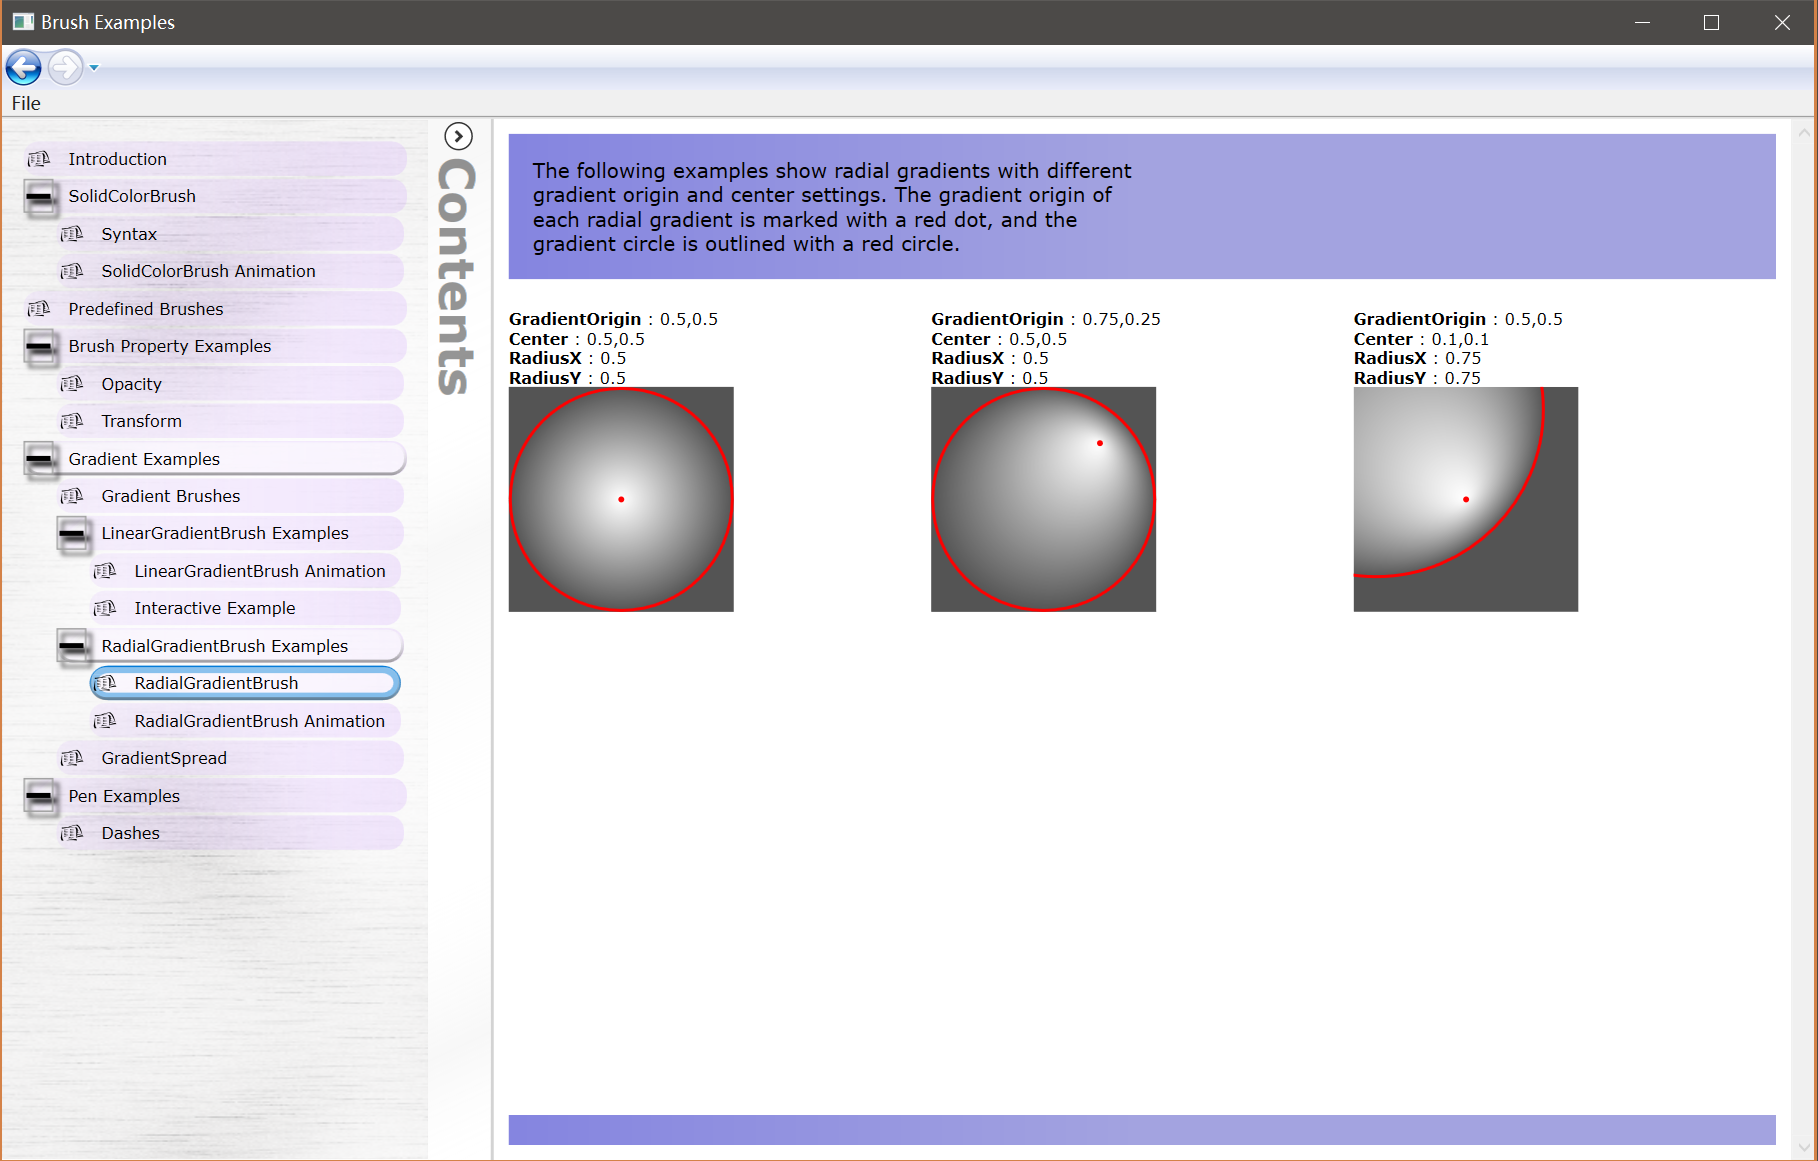 Brush Examples
File
Introduction
SolidColorBrush
Syntax
SolidColorBrush Animation
Predefined Brushes
Brush Property Examples
Opacity
Transform
Gradient Examples
Gradient Brushes
LinearGradientBrush Examples
LinearGradientBrush Animation
Interactive Example
RadialGradientBrush Examples
RadialGradientBrush
RadialGradientBrush Animation
GradientSpread
Pen Examples
Dashes
Contents
The following examples show radial gradients with different
gradient origin and center settings. The gradient origin of
each radial gradient is marked with a red dot, and the
gradient circle is outlined with a red circle.
GradientOrigin : 0.5,0.5
Center : 0.5,0.5
RadiusX : 0.5
RadiusY : 0.5
GradientOrigin : 0.75,0.25
Center : 0.5,0.5
RadiusX : 0.5
RadiusY : 0.5
GradientOrigin : 0.5,0.5
Center : 0.1,0.1
RadiusX : 0.75
RadiusY : 0.75